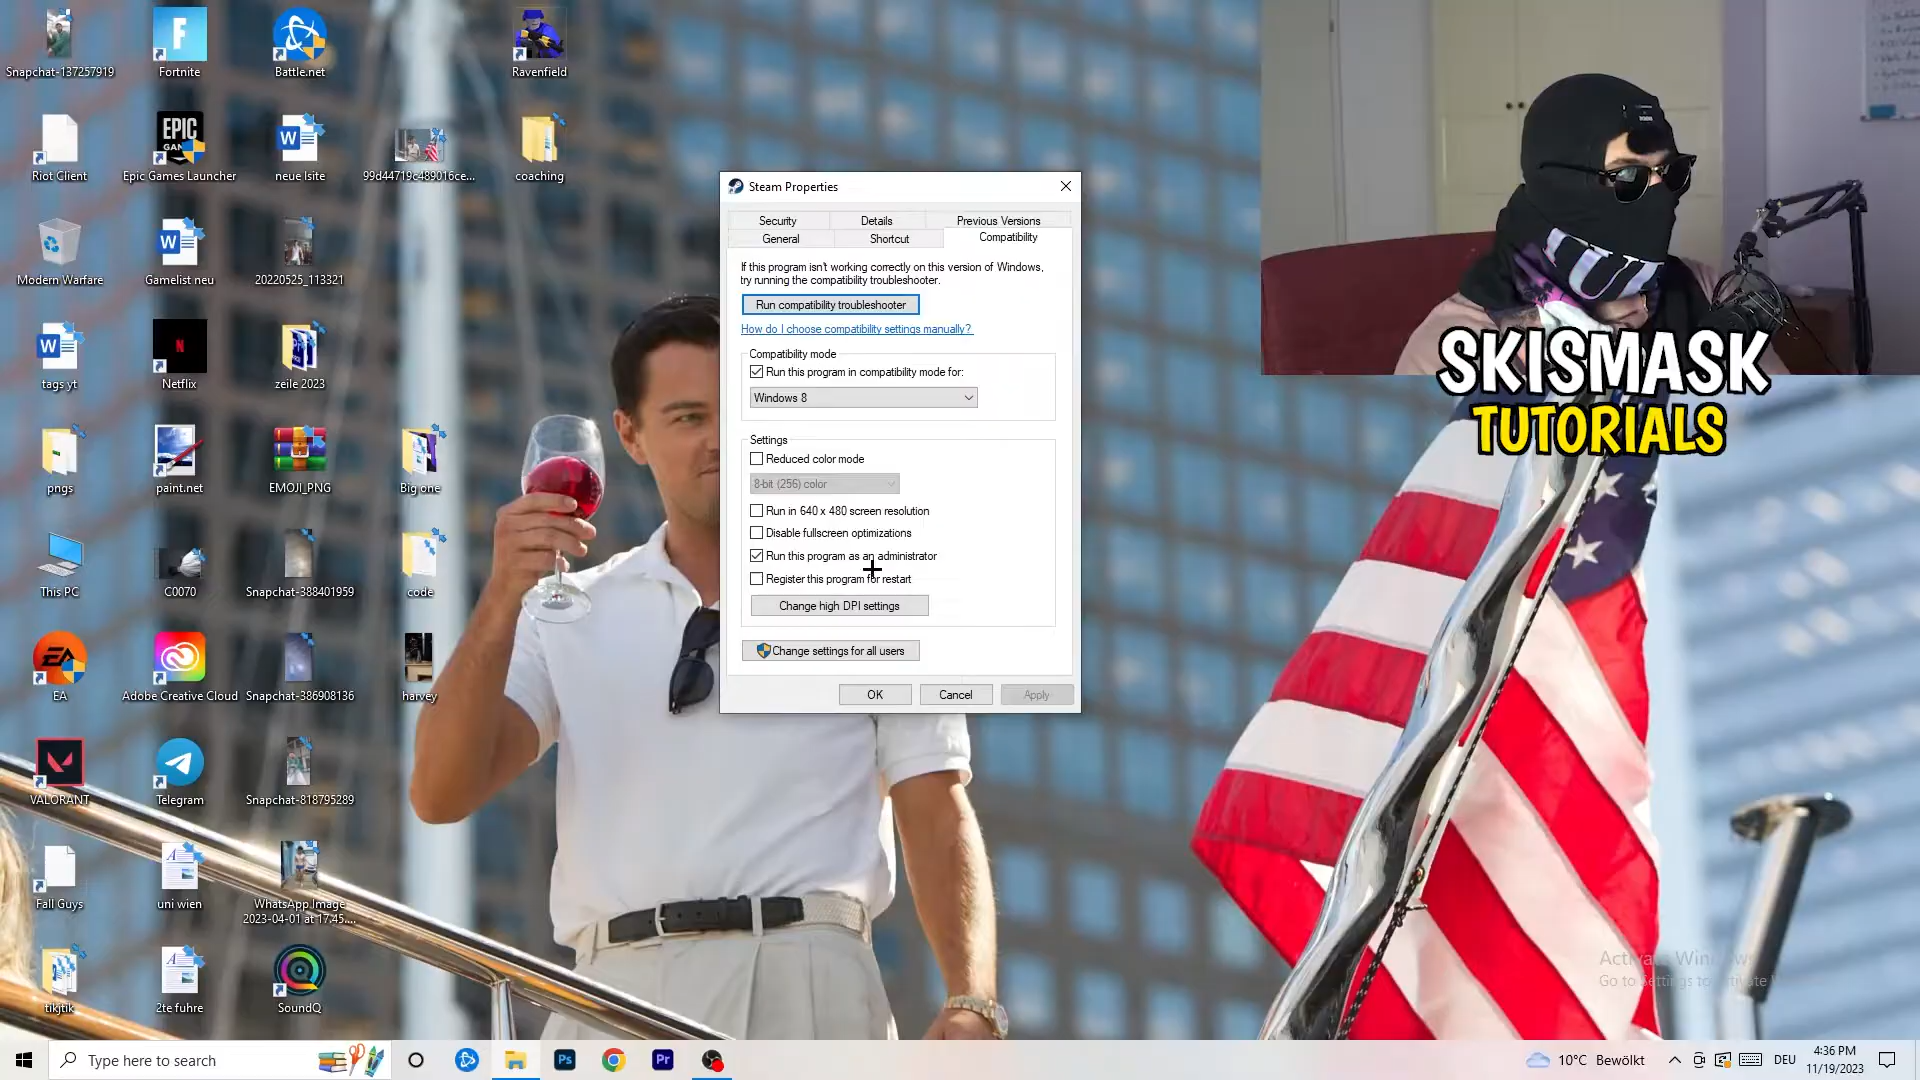 Snapchat-137257919
Fortnite
Battle.net
Ravenfield
EPIC
Riot Client
Epic Games Launcher
neue lsite
99d44719c489016ce...
coaching
Modern Warfare
Gamelist neu
20220525_113321
tags yt
Netflix
zeile 2023
pngs
paint.net
EMOJI_PNG
Big one
This PC
C0070
Snapchat-388401959
code
EA
Adobe Creative Cloud
Snapchat-386908136
harvey
VALORANT
Telegram
Snapchat-818795289
Fall Guys
uni wien
WhatsApp Image
2023-04-01 at 17.45....
tikjtik
2te fuhre
SoundQ
Steam Properties
Security
Details
Previous Versions
General
Shortcut
Compatibility
If this program isn't working correctly on this version of Windows,
try running the compatibility troubleshooter.
Run compatibility troubleshooter
How do I choose compatibility settings manually?
Compatibility mode
Run this program in compatibility mode for:
Windows 8
Settings
Reduced color mode
8-bit (256) color
Run in 640 x 480 screen resolution
Disable fullscreen optimizations
Run this program as an administrator
Register this program for restart
Change high DPI settings
Change settings for all users
OK
Cancel
Apply
SKISMASK
TUTORIALS
Type here to search
Ps
Pr
10°C Bewölkt
DEU
4:36 PM
11/19/2023